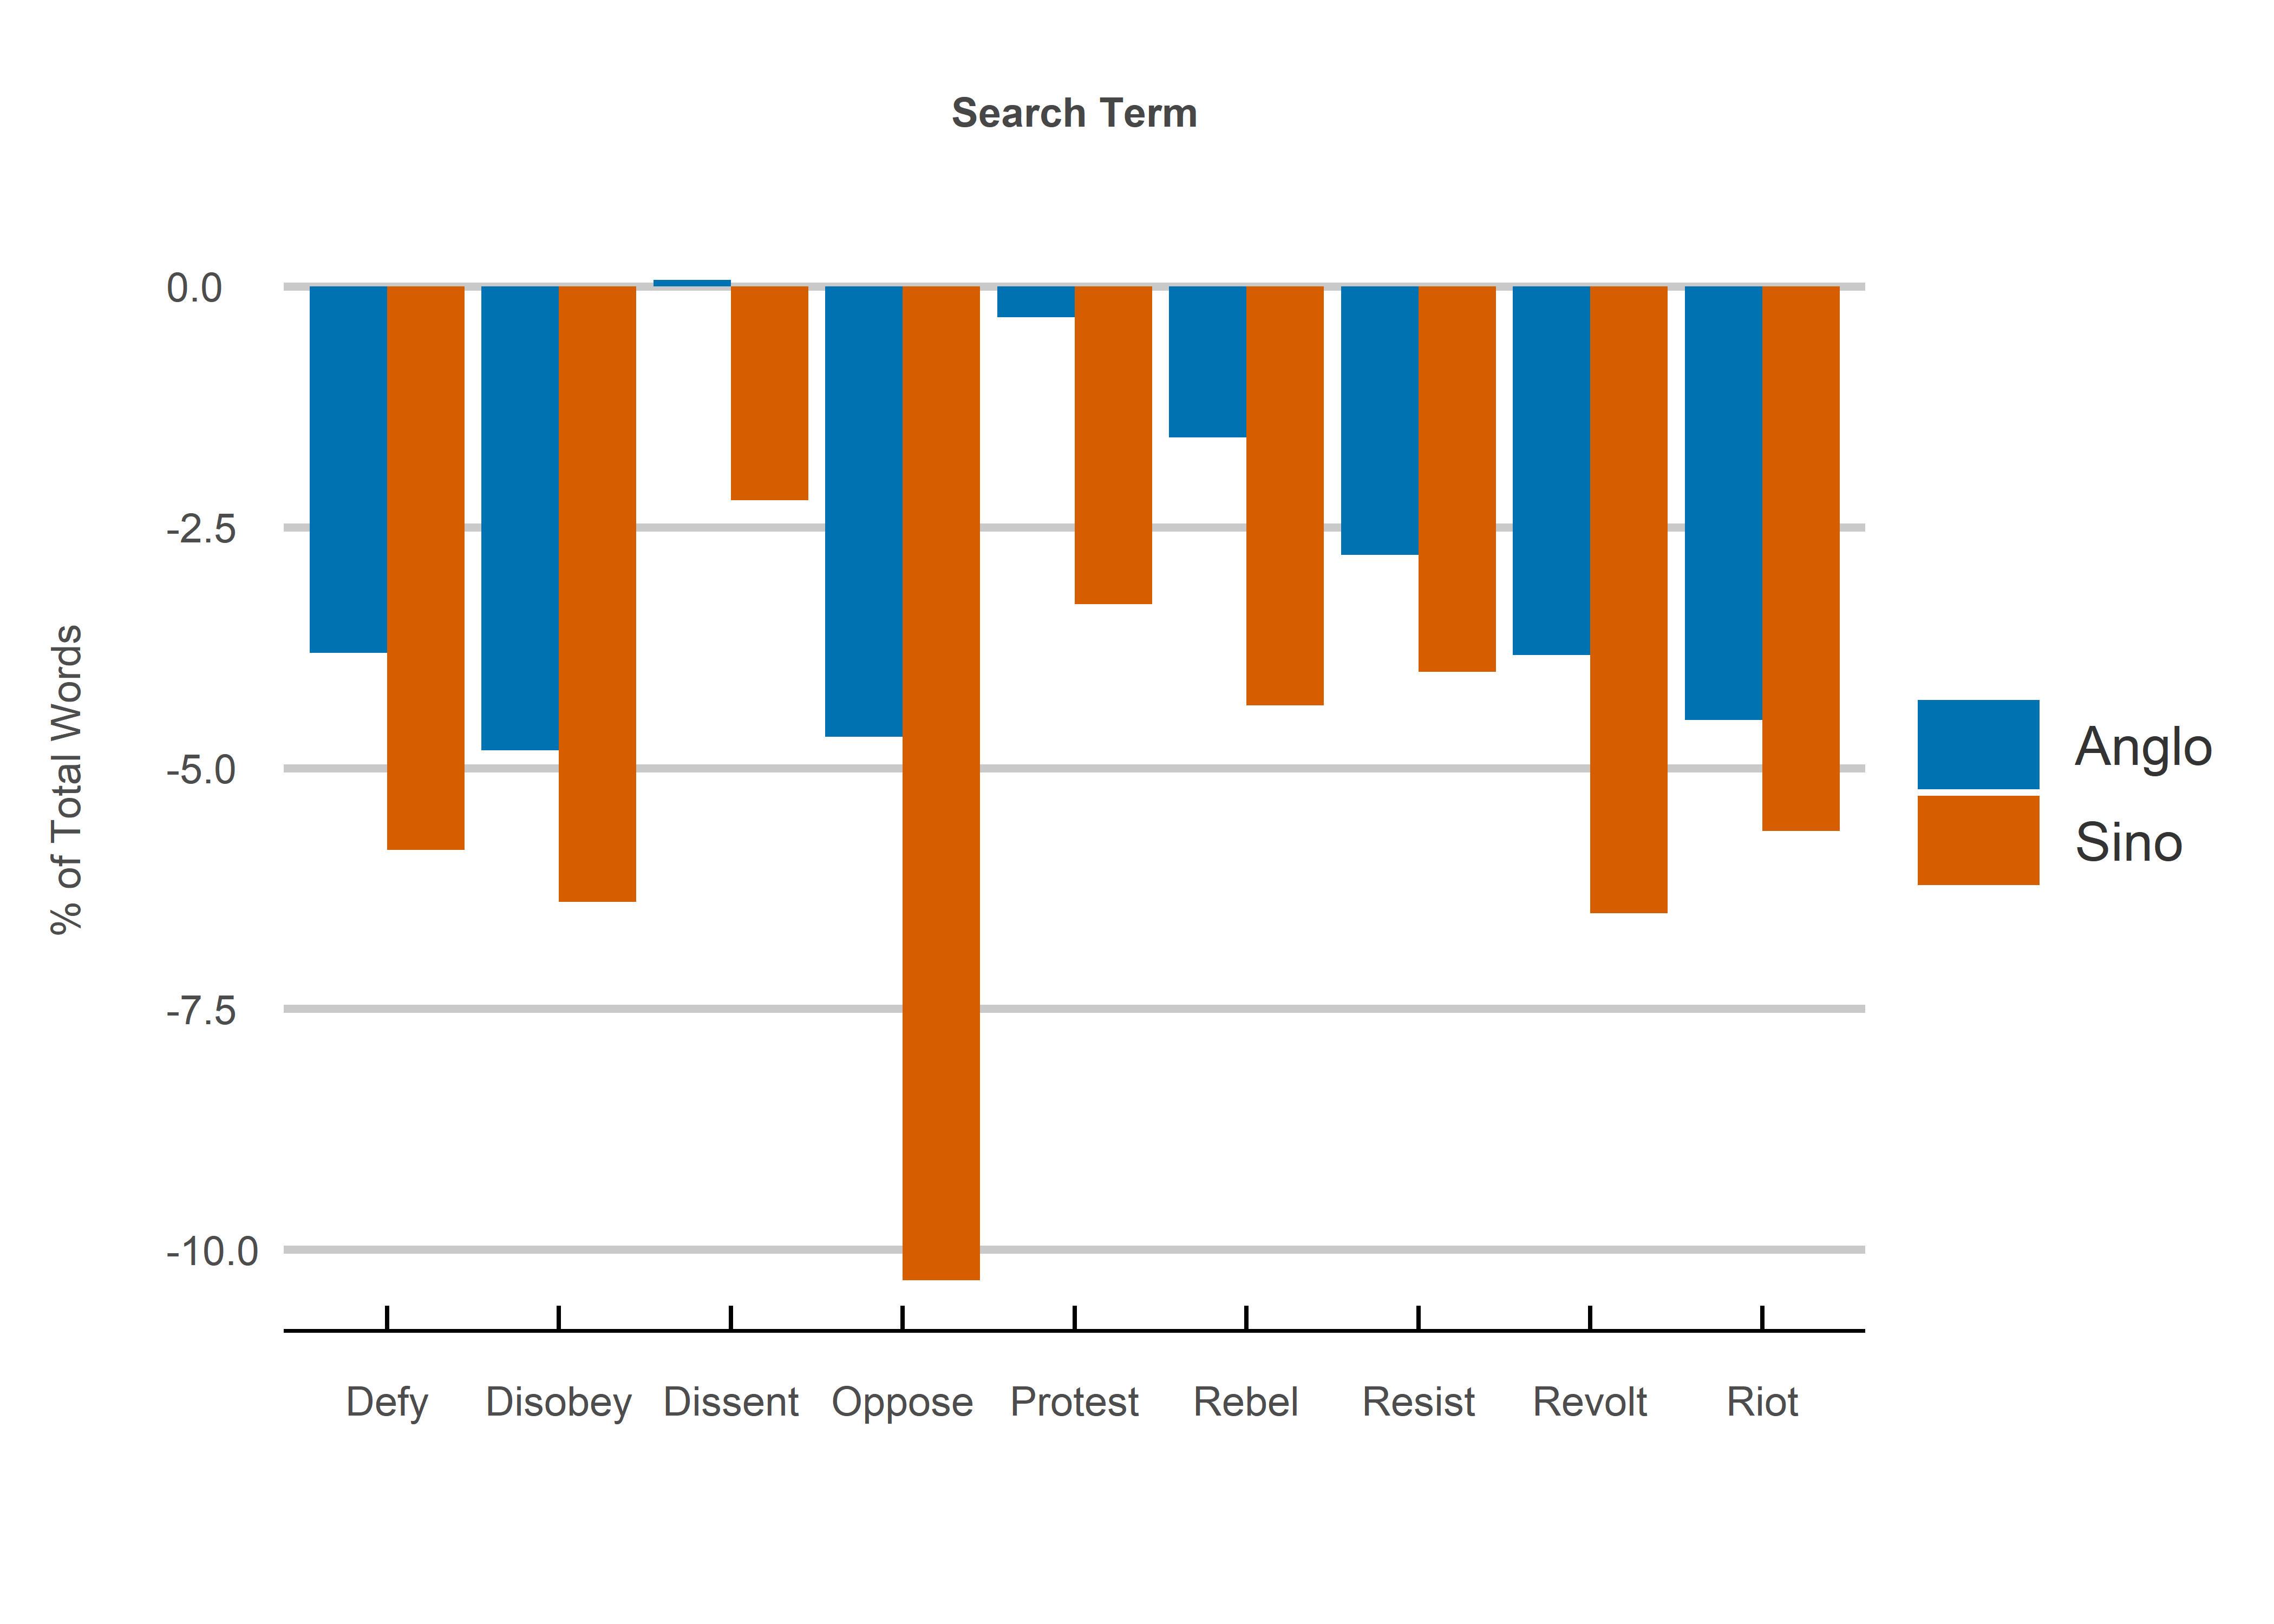 Search Term
% of Total Words
0.0
-2.5
-5.0
-7.5
-10.0
Defy Disobey Dissent Oppose Protest Rebel Resist Revolt Riot
Anglo
Sino